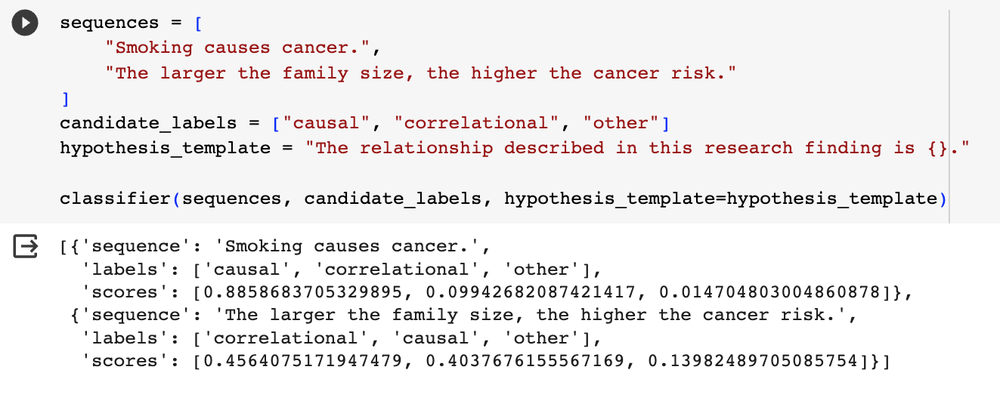 sequences = [
    "Smoking causes cancer.",
    "The larger the family size, the higher the cancer risk."
]
candidate_labels = ["causal", "correlational", "other"]
hypothesis_template = "The relationship described in this research finding is {}."

classifier(sequences, candidate_labels, hypothesis_template=hypothesis_template)
[{'sequence': 'Smoking causes cancer.',
  'labels': ['causal', 'correlational', 'other'],
  'scores': [0.8858683705329895, 0.09942682087421417, 0.014704803004860878]},
 {'sequence': 'The larger the family size, the higher the cancer risk.',
  'labels': ['correlational', 'causal', 'other'],
  'scores': [0.4564075171947479, 0.4037676155567169, 0.13982489705085754]}]